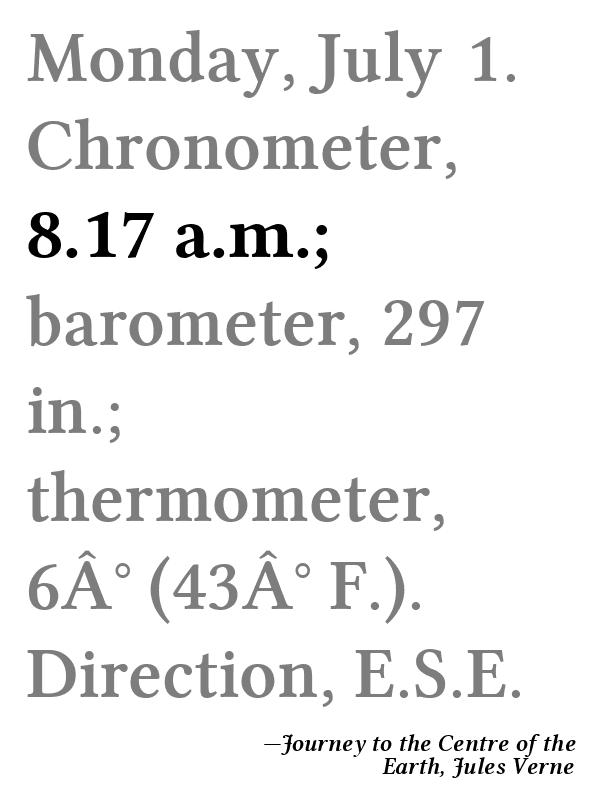 Monday, July 1.
Chronometer,
8.17 a.m.;
barometer, 297
in.;
thermometer,
6Â° (43Â° F.).
Direction, E.S.E.
—Journey to the Centre of the
Earth, Jules Verne